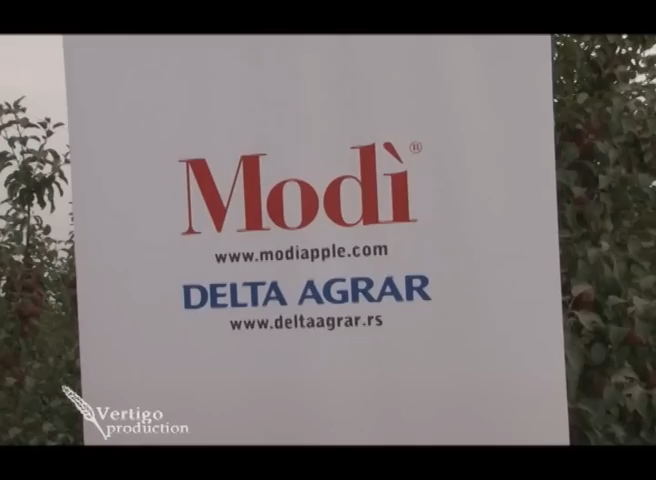 Modì®
www.modiapple.com
DELTA AGRAR
www.deltaagrar.rs
Vertigo
production